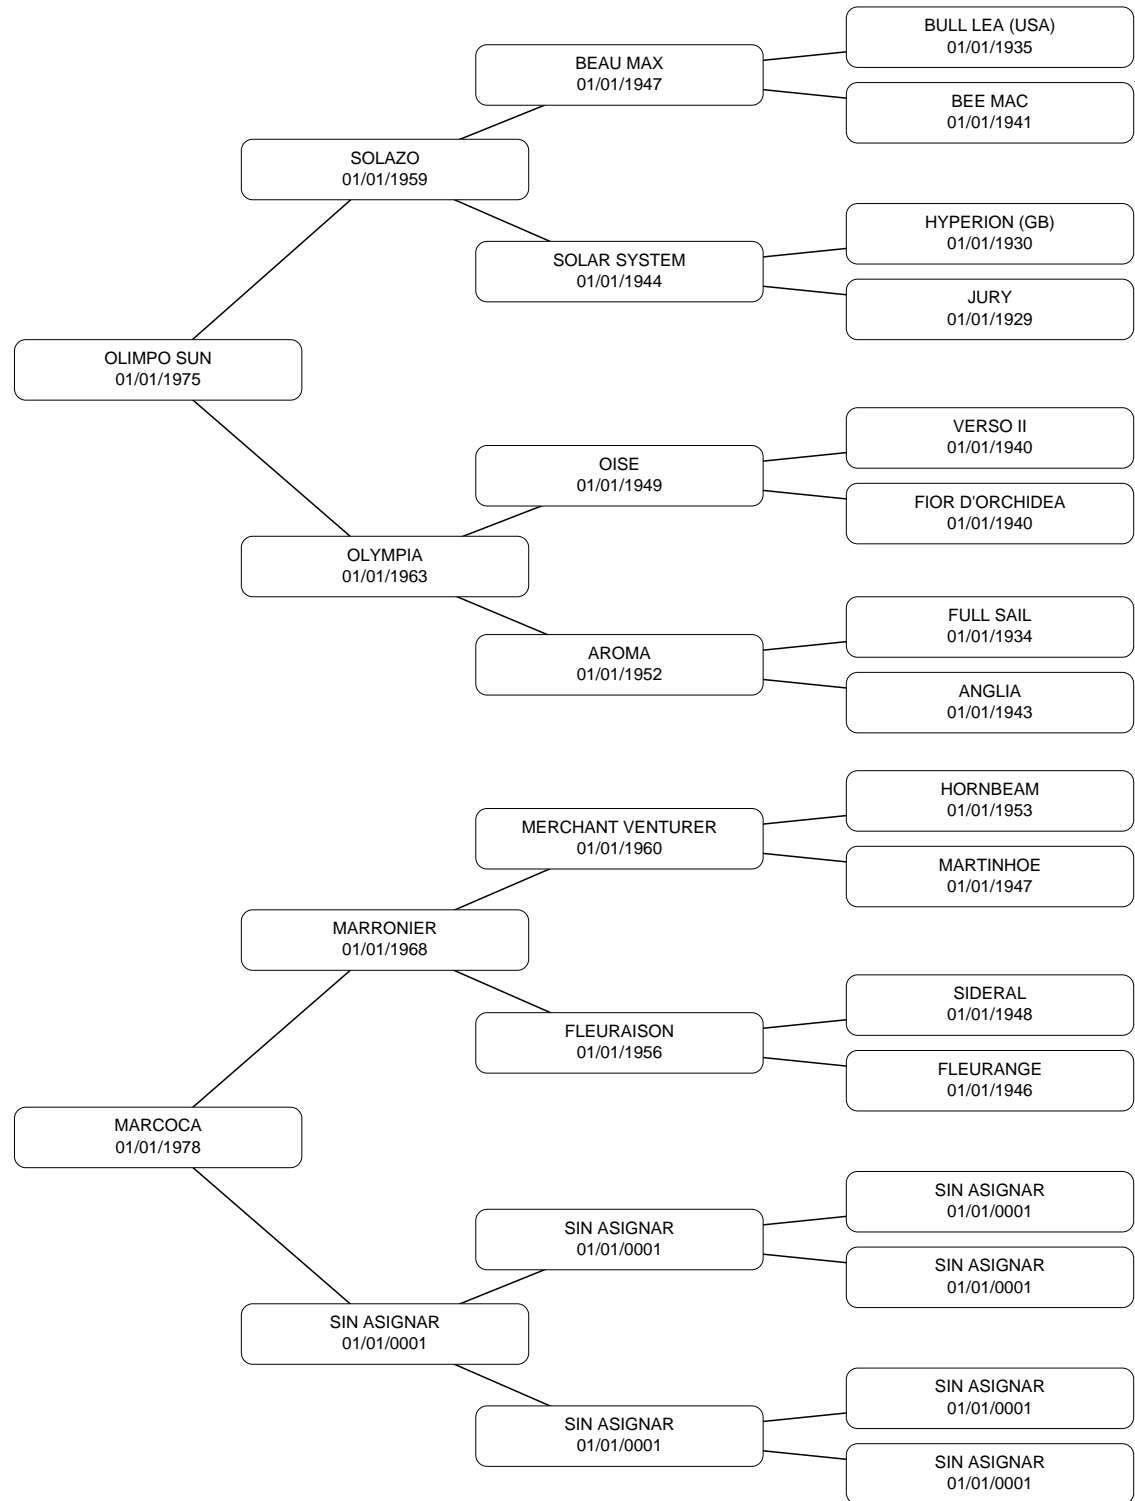 BULL LEA (USA)
01/01/1935
BEAU MAX
01/01/1947
BEE MAC
01/01/1941
SOLAZO
01/01/1959
HYPERION (GB)
01/01/1930
SOLAR SYSTEM
01/01/1944
JURY
01/01/1929
OLIMPO SUN
01/01/1975
VERSO II
01/01/1940
OISE
01/01/1949
FIOR D'ORCHIDEA
01/01/1940
OLYMPIA
01/01/1963
FULL SAIL
01/01/1934
AROMA
01/01/1952
ANGLIA
01/01/1943
HORNBEAM
01/01/1953
MERCHANT VENTURER
01/01/1960
MARTINHOE
01/01/1947
MARRONIER
01/01/1968
SIDERAL
01/01/1948
FLEURAISON
01/01/1956
FLEURANGE
01/01/1946
MARCOCA
01/01/1978
SIN ASIGNAR
01/01/0001
SIN ASIGNAR
01/01/0001
SIN ASIGNAR
01/01/0001
SIN ASIGNAR
01/01/0001
SIN ASIGNAR
01/01/0001
SIN ASIGNAR
01/01/0001
SIN ASIGNAR
01/01/0001